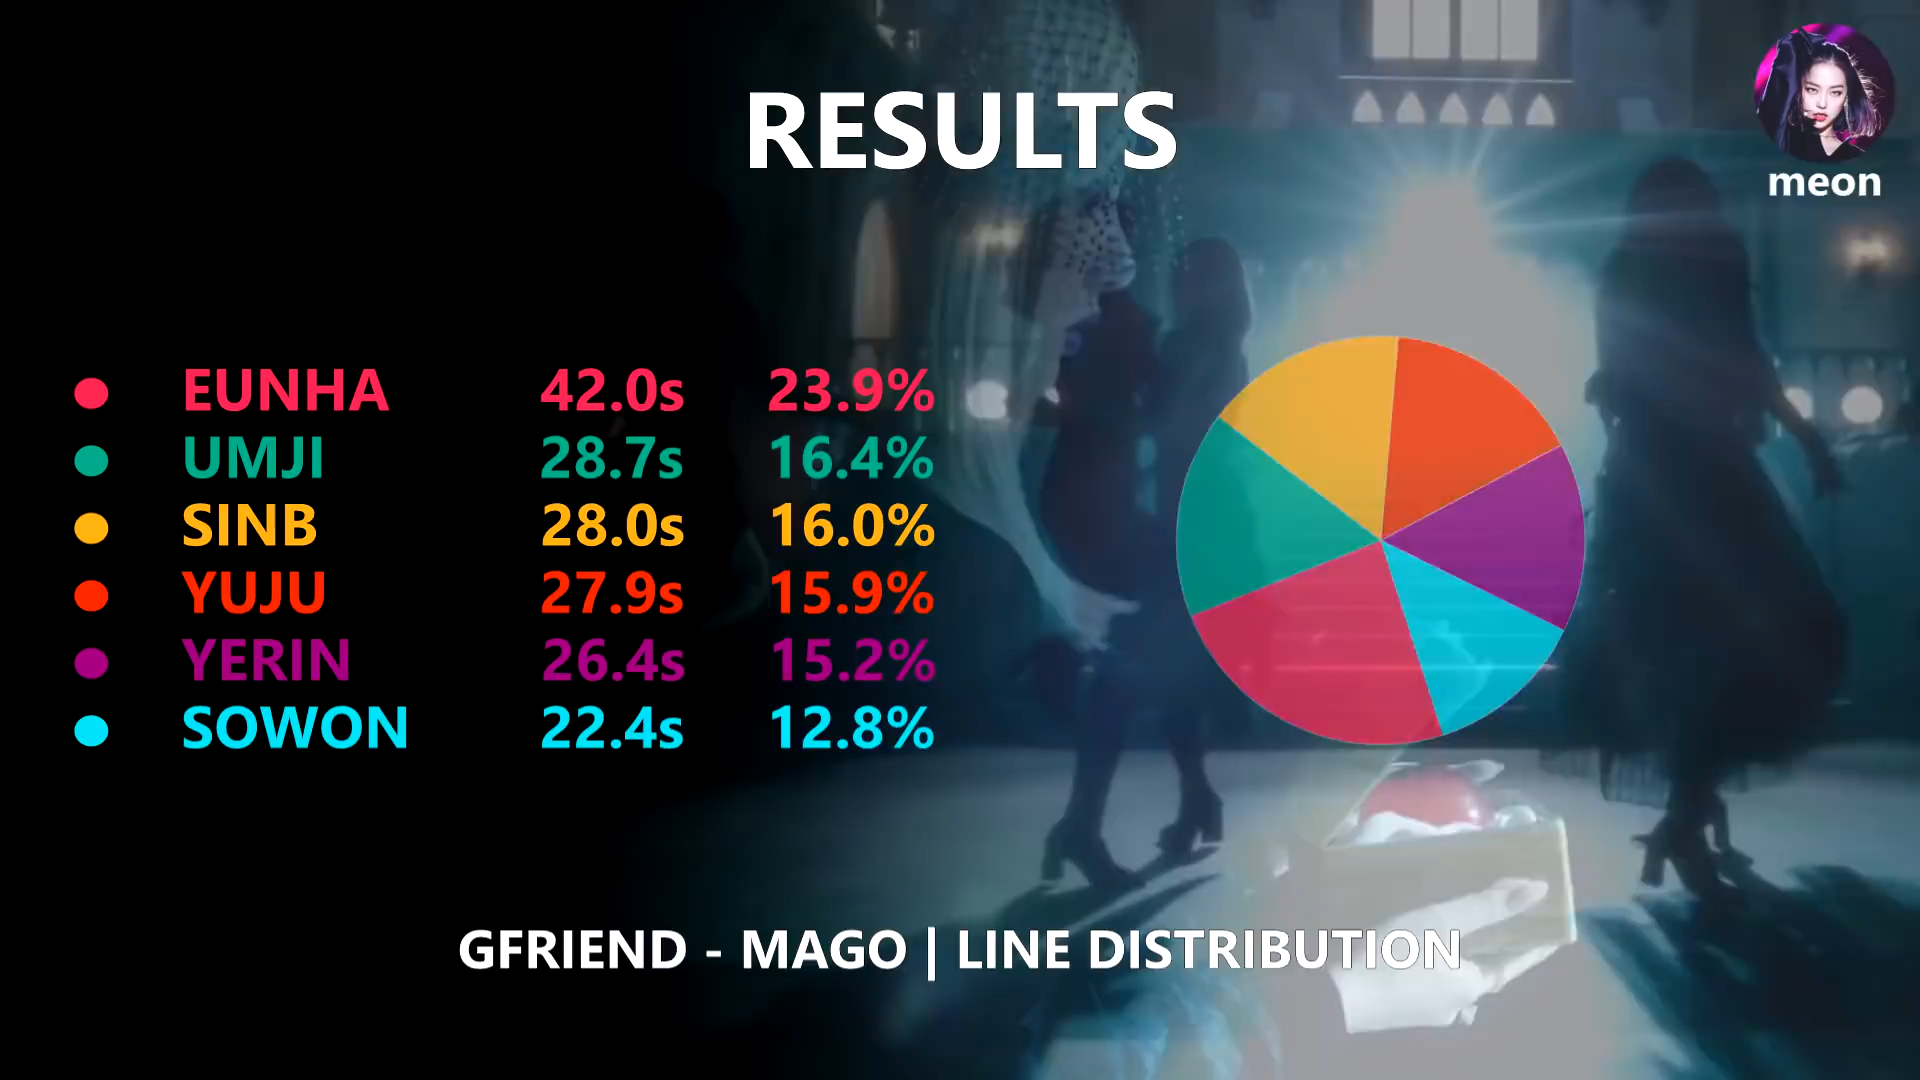 RESULTS
meon
EUNHA 42.0s 23.9%
UMJI 28.7s 16.4%
SINB 28.0s 16.0%
YUJU 27.9s 15.9%
YERIN 26.4s 15.2%
SOWON 22.4s 12.8%
GFRIEND - MAGO | LINE DISTRIBUTION